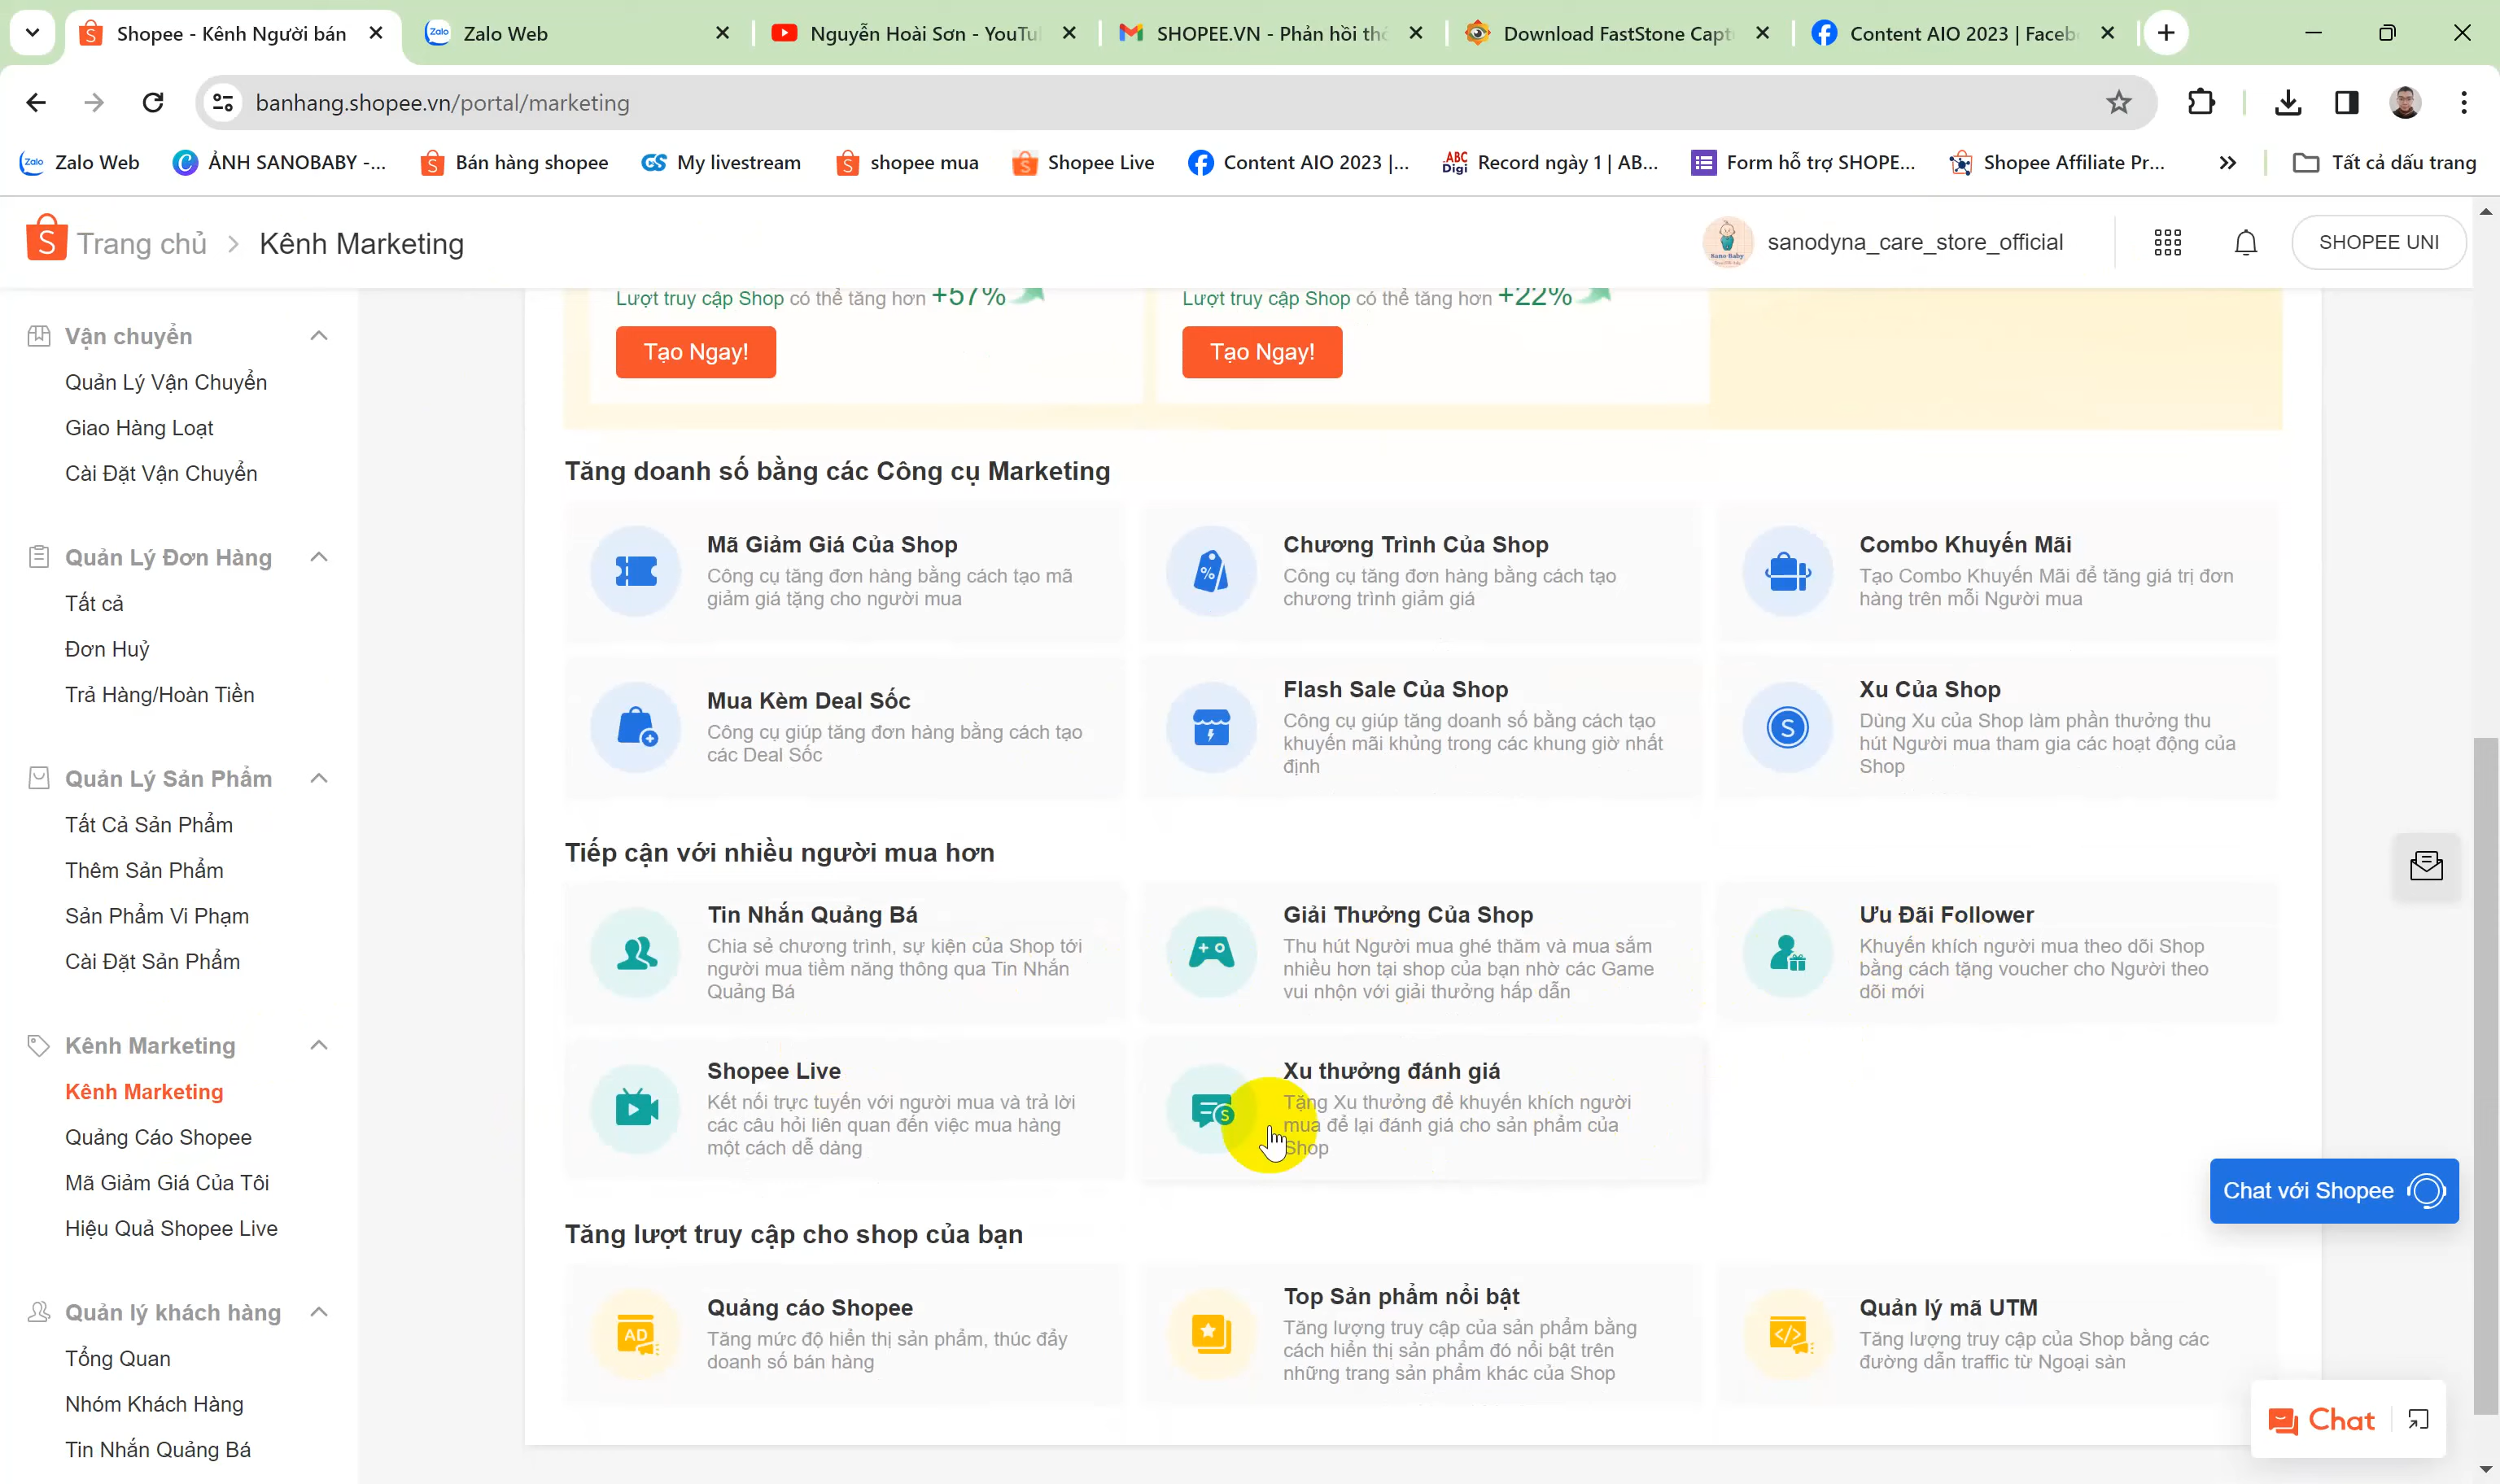 Shopee - Kênh Người bán
Zalo Web
Nguyễn Hoài Sơn - YouTu
SHOPEE.VN - Phản hồi th
Download FastStone Capt
Content AIO 2023 | Faceb
banhang.shopee.vn/portal/marketing
Zalo Web
ẢNH SANOBABY -...
Bán hàng shopee
My livestream
shopee mua
Shopee Live
Content AIO 2023 |...
Record ngày 1 | AB...
Form hỗ trợ SHOPE...
Shopee Affiliate Pr...
Tất cả dấu trang
Trang chủ > Kênh Marketing
sanodyna_care_store_official
SHOPEE UNI
Vận chuyển
Quản Lý Vận Chuyển
Giao Hàng Loạt
Cài Đặt Vận Chuyển
Quản Lý Đơn Hàng
Tất cả
Đơn Huỷ
Trả Hàng/Hoàn Tiền
Quản Lý Sản Phẩm
Tất Cả Sản Phẩm
Thêm Sản Phẩm
Sản Phẩm Vi Phạm
Cài Đặt Sản Phẩm
Kênh Marketing
Kênh Marketing
Quảng Cáo Shopee
Mã Giảm Giá Của Tôi
Hiệu Quả Shopee Live
Quản lý khách hàng
Tổng Quan
Nhóm Khách Hàng
Tin Nhắn Quảng Bá
Lượt truy cập Shop có thể tăng hơn +57%
Tạo Ngay!
Lượt truy cập Shop có thể tăng hơn +22%
Tạo Ngay!
Tăng doanh số bằng các Công cụ Marketing
Mã Giảm Giá Của Shop
Công cụ tăng đơn hàng bằng cách tạo mã
giảm giá tặng cho người mua
Chương Trình Của Shop
Công cụ tăng đơn hàng bằng cách tạo
chương trình giảm giá
Combo Khuyến Mãi
Tạo Combo Khuyến Mãi để tăng giá trị đơn
hàng trên mỗi Người mua
Mua Kèm Deal Sốc
Công cụ giúp tăng đơn hàng bằng cách tạo
các Deal Sốc
Flash Sale Của Shop
Công cụ giúp tăng doanh số bằng cách tạo
khuyến mãi khủng trong các khung giờ nhất
định
Xu Của Shop
Dùng Xu của Shop làm phần thưởng thu
hút Người mua tham gia các hoạt động của
Shop
Tiếp cận với nhiều người mua hơn
Tin Nhắn Quảng Bá
Chia sẻ chương trình, sự kiện của Shop tới
người mua tiềm năng thông qua Tin Nhắn
Quảng Bá
Giải Thưởng Của Shop
Thu hút Người mua ghé thăm và mua sắm
nhiều hơn tại shop của bạn nhờ các Game
vui nhộn với giải thưởng hấp dẫn
Ưu Đãi Follower
Khuyến khích người mua theo dõi Shop
bằng cách tặng voucher cho Người theo
dõi mới
Shopee Live
Kết nối trực tuyến với người mua và trả lời
các câu hỏi liên quan đến việc mua hàng
một cách dễ dàng
Xu thưởng đánh giá
Tặng Xu thưởng để khuyến khích người
mua để lại đánh giá cho sản phẩm của
Shop
Tăng lượt truy cập cho shop của bạn
Quảng cáo Shopee
Tăng mức độ hiển thị sản phẩm, thúc đẩy
doanh số bán hàng
Top Sản phẩm nổi bật
Tăng lượng truy cập của sản phẩm bằng
cách hiển thị sản phẩm đó nổi bật trên
những trang sản phẩm khác của Shop
Quản lý mã UTM
Tăng lượng truy cập của Shop bằng các
đường dẫn traffic từ Ngoại sàn
Chat với Shopee
Chat